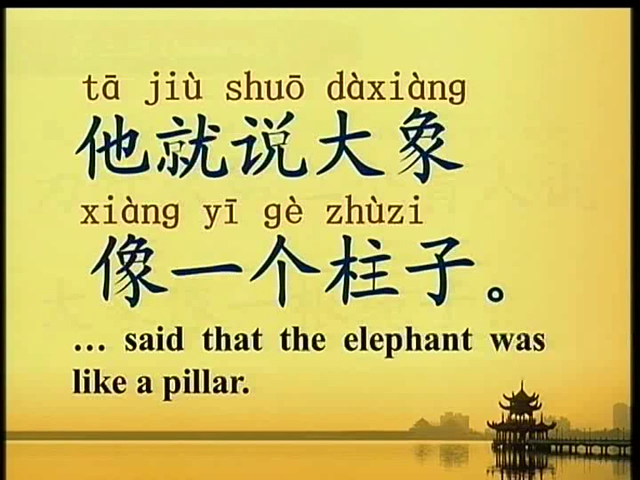 tā jiù shuō dàxiàng
他就说大象
xiàng yī gè zhùzi
像一个柱子。
… said that the elephant was
like a pillar.